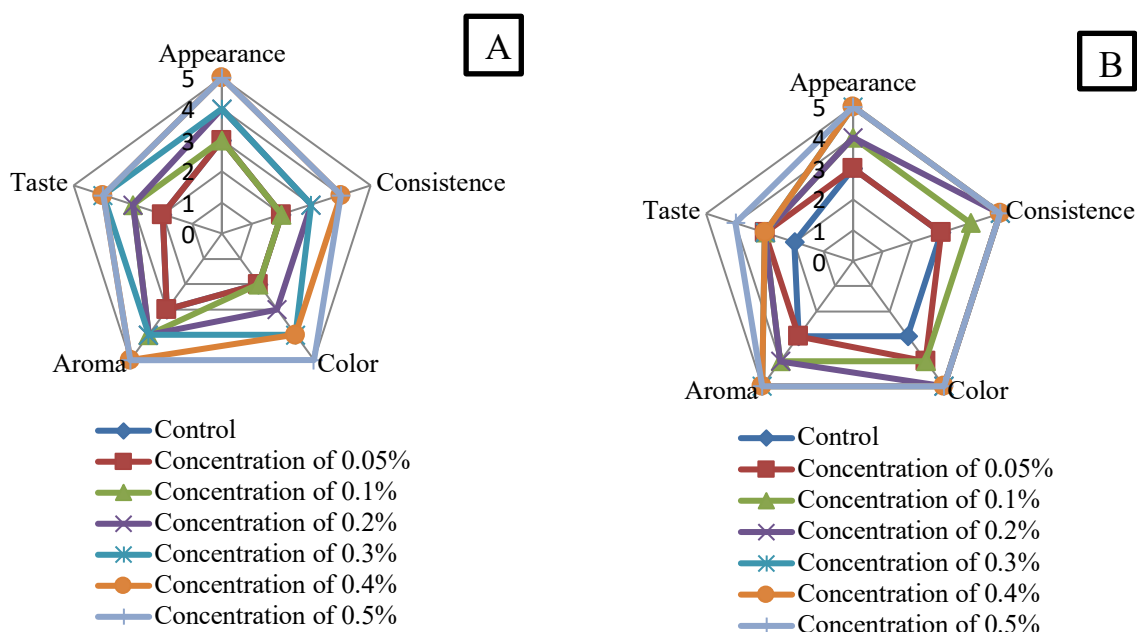 A
Appearance
5
4
3
2
1
0
Taste
Consistence
Aroma
Color
Control
Concentration of 0.05%
Concentration of 0.1%
Concentration of 0.2%
Concentration of 0.3%
Concentration of 0.4%
Concentration of 0.5%
B
Appearance
5
4
3
2
1
0
Taste
Consistence
Aroma
Color
Control
Concentration of 0.05%
Concentration of 0.1%
Concentration of 0.2%
Concentration of 0.3%
Concentration of 0.4%
Concentration of 0.5%